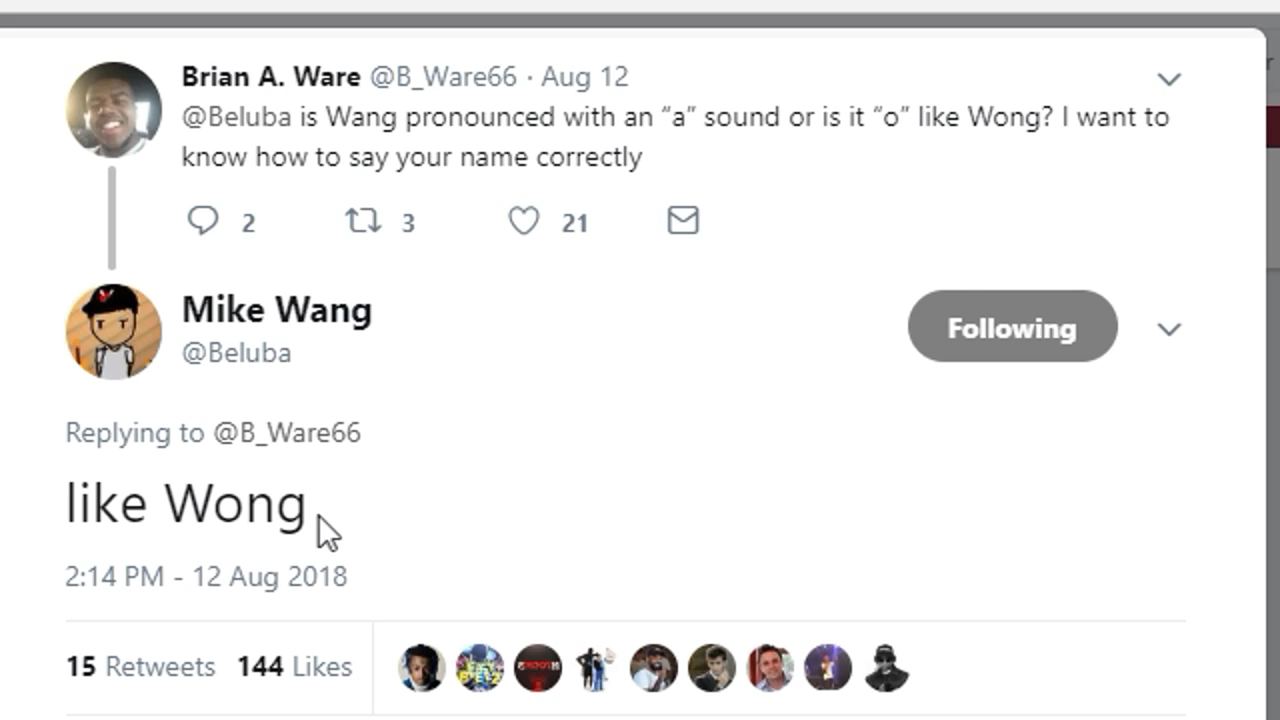 Brian A. Ware @B_Ware66 · Aug 12
@Beluba is Wang pronounced with an “a” sound or is it “o” like Wong? I want to
know how to say your name correctly
2 3 21
Mike Wang
@Beluba
Following
Replying to @B_Ware66
like Wong
2:14 PM - 12 Aug 2018
15 Retweets 144 Likes